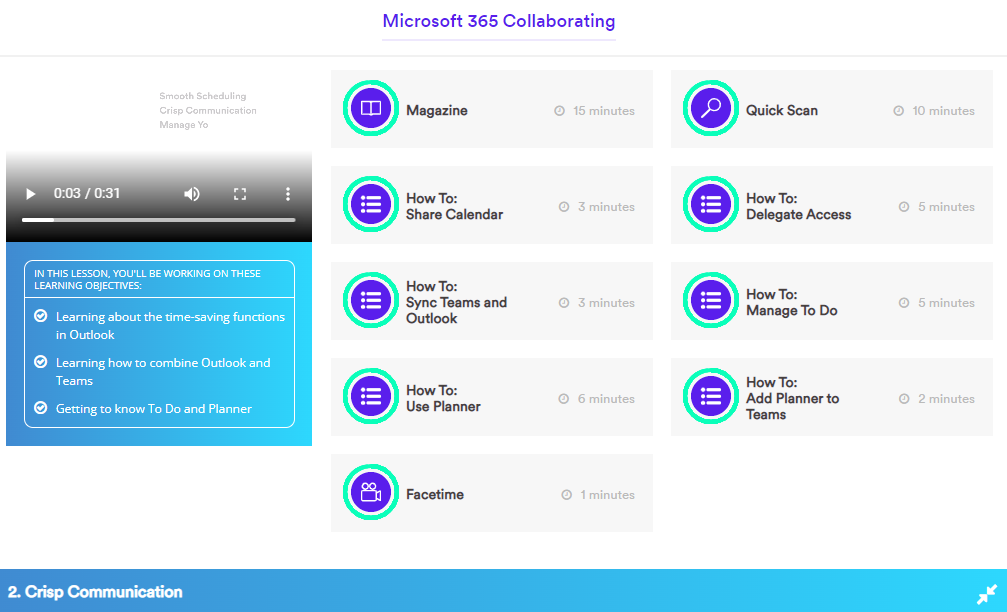 Microsoft 365 Collaborating
Smooth Scheduling
Crisp Communication
Manage Yo
0:03 / 0:31
IN THIS LESSON, YOU'LL BE WORKING ON THESE
LEARNING OBJECTIVES:
Learning about the time-saving functions
in Outlook
Learning how to combine Outlook and
Teams
Getting to know To Do and Planner
Magazine
15 minutes
Quick Scan
10 minutes
How To:
Share Calendar
3 minutes
How To:
Delegate Access
5 minutes
How To:
Sync Teams and
Outlook
3 minutes
How To:
Manage To Do
5 minutes
How To:
Use Planner
6 minutes
How To:
Add Planner to
Teams
2 minutes
Facetime
1 minutes
2. Crisp Communication